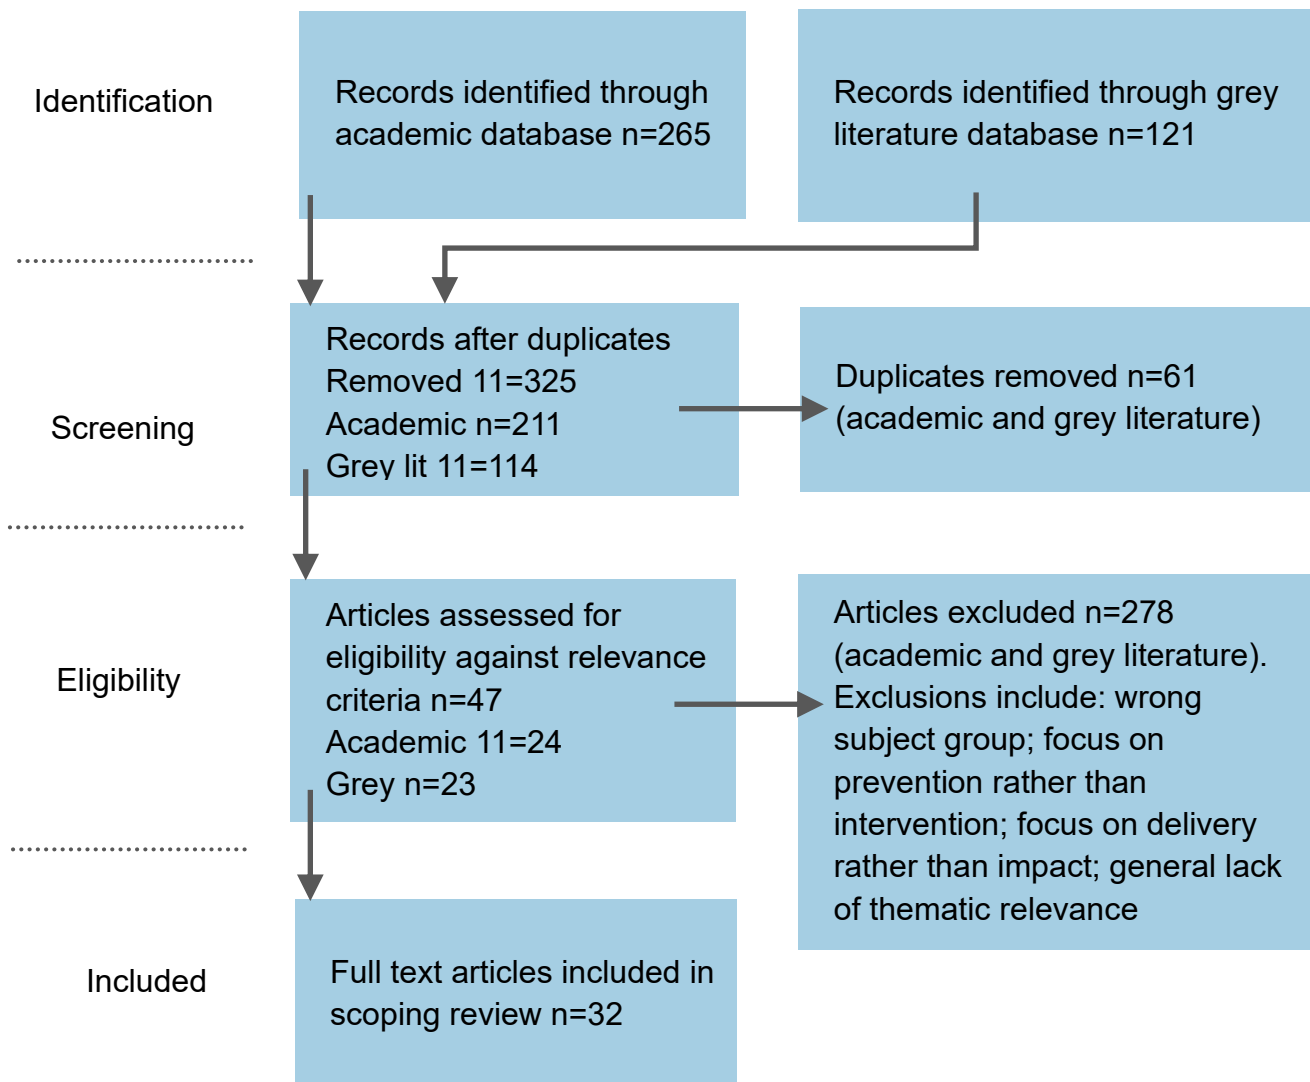 Identification
Records identified through
academic database n=265
Records identified through grey
literature database n=121
Screening
Records after duplicates
Removed 11=325
Academic n=211
Grey lit 11=114
Duplicates removed n=61
(academic and grey literature)
Eligibility
Articles assessed for
eligibility against relevance
criteria n=47
Academic 11=24
Grey n=23
Articles excluded n=278
(academic and grey literature).
Exclusions include: wrong
subject group; focus on
prevention rather than
intervention; focus on delivery
rather than impact; general lack
of thematic relevance
Included
Full text articles included in
scoping review n=32